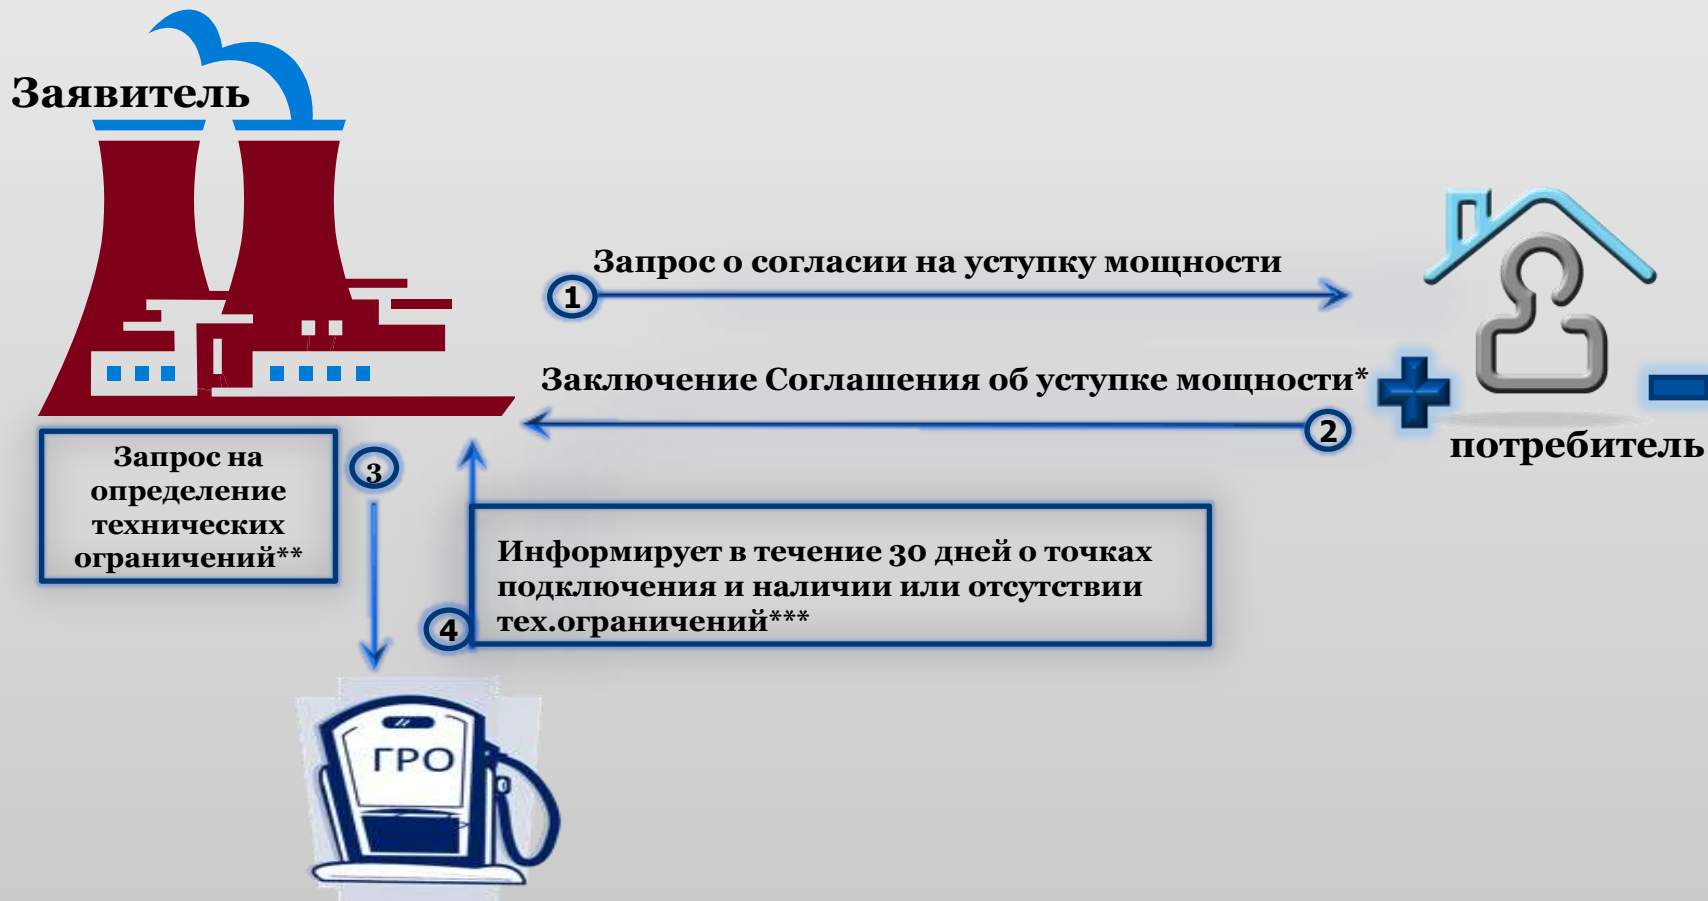 Заявитель
Запрос о согласии на уступку мощности
1
Заключение Соглашения об уступке мощности*
2
потребитель
Запрос на
определение
технических
ограничений**
3
Информирует в течение 30 дней о точках
подключения и наличии или отсутствии
тех.ограничений***
4
ГРО